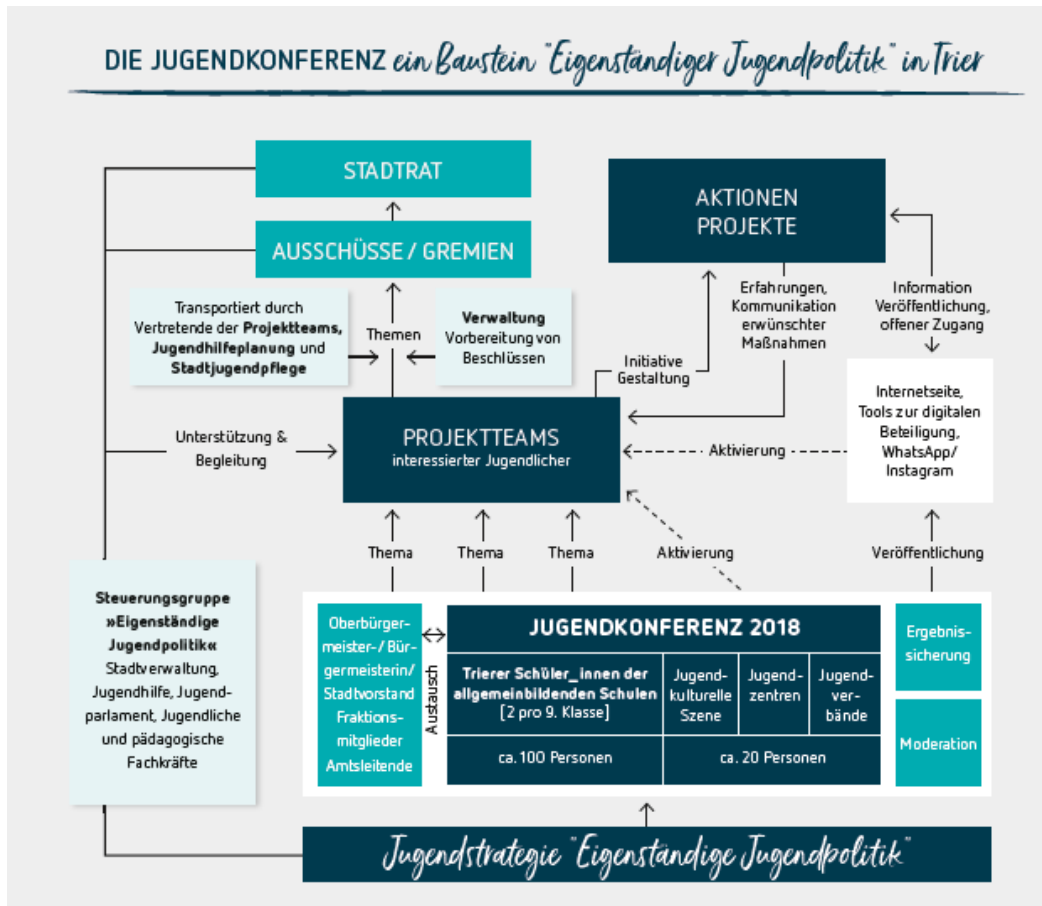 DIE JUGENDKONFERENZ ein Baustein "Eigenständiger Jugendpolitik" in Trier
STADTRAT
AUSSCHÜSSE / GREMIEN
AKTIONEN
PROJEKTE
Transportiert durch
Vertretende der Projektteams,
Jugendhilfeplanung und
Stadtjugendpflege
Themen
Verwaltung
Vorbereitung von
Beschlüssen
Initiative
Gestaltung
Erfahrungen,
Kommunikation
erwünschter
Maßnahmen
Information
Veröffentlichung,
offener Zugang
Internetseite,
Tools zur digitalen
Beteiligung,
WhatsApp/
Instagram
Unterstützung &
Begleitung
PROJEKTTEAMS
interessierter Jugendlicher
Aktivierung
Thema
Thema
Thema
Aktivierung
Veröffentlichung
Steuerungsgruppe
»Eigenständige
Jugendpolitik«
Stadtverwaltung,
Jugendhilfe, Jugend-
parlament, Jugendliche
und pädagogische
Fachkräfte
Oberbürger-
meister-/ Bür-
germeisterin/
Stadtvorstand
Fraktions-
mitglieder
Amtsleitende
Austausch
JUGENDKONFERENZ 2018
Trierer Schüler_innen der
allgemeinbildenden Schulen
[2 pro 9. Klasse]
Jugend-
kulturelle
Szene
Jugend-
zentren
Jugend-
ver-
bände
ca. 100 Personen
ca. 20 Personen
Ergebnis-
sicherung
Moderation
Jugendstrategie "Eigenständige Jugendpolitik"